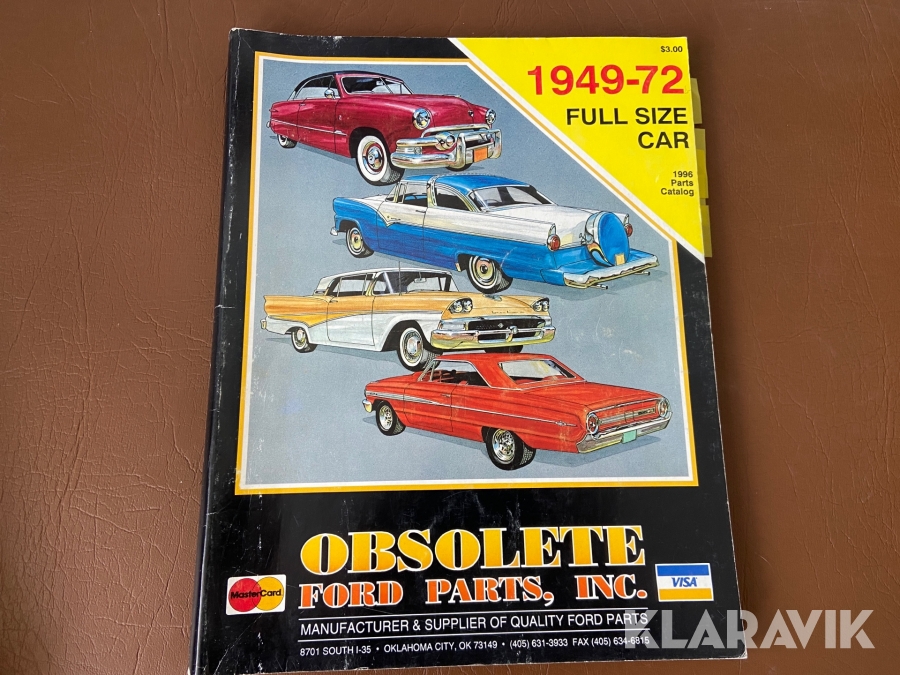 $3.00
1949-72
FULL SIZE
CAR
1996
Parts
Catalog
OBSOLETE
FORD PARTS, INC.
MasterCard
VISA
MANUFACTURER & SUPPLIER OF QUALITY FORD PARTS
8701 SOUTH I-35 • OKLAHOMA CITY, OK 73149 • (405) 631-3933 FAX (405) 634-6815
KLARAVIK